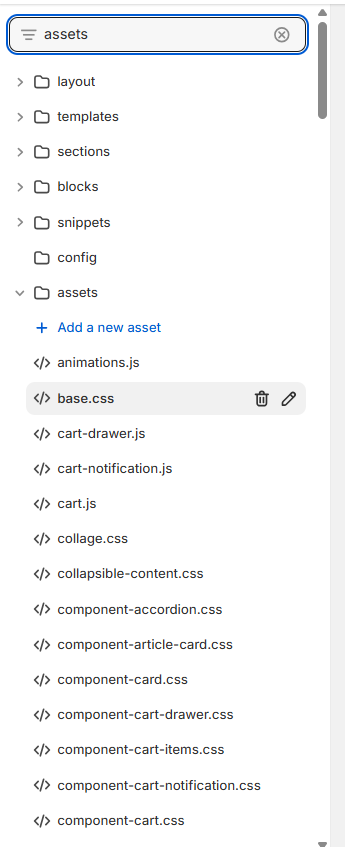 assets
layout
templates
sections
blocks
snippets
config
assets
+ Add a new asset
</> animations.js
</> base.css
</> cart-drawer.js
</> cart-notification.js
</> cart.js
</> collage.css
</> collapsible-content.css
</> component-accordion.css
</> component-article-card.css
</> component-card.css
</> component-cart-drawer.css
</> component-cart-items.css
</> component-cart-notification.css
</> component-cart.css